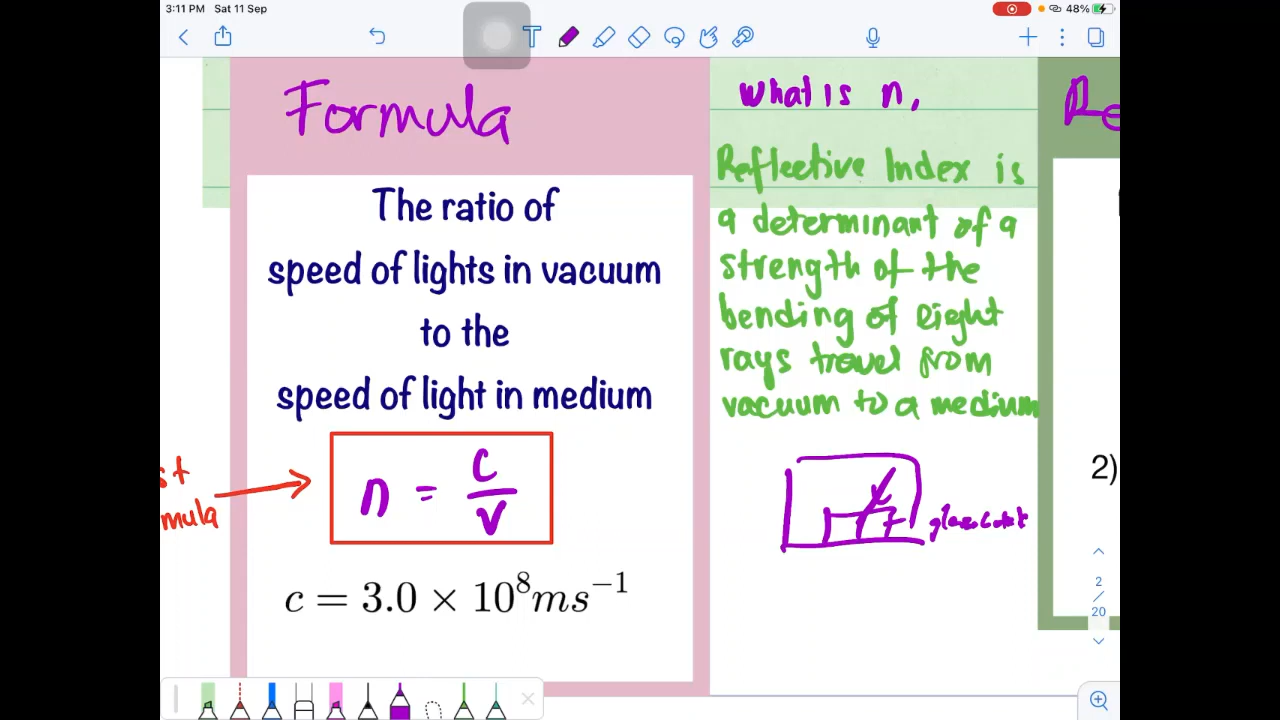 3:11 PM Sat 11 Sep
48%
Formula
The ratio of
speed of lights in vacuum
to the
speed of light in medium
n = c/v
c = 3.0 × 10⁸ms⁻¹
What is n,
Reflective Index is
a determinant of a
strength of the
bending of light
rays travel from
vacuum to a medium
2)
2
/
20
T